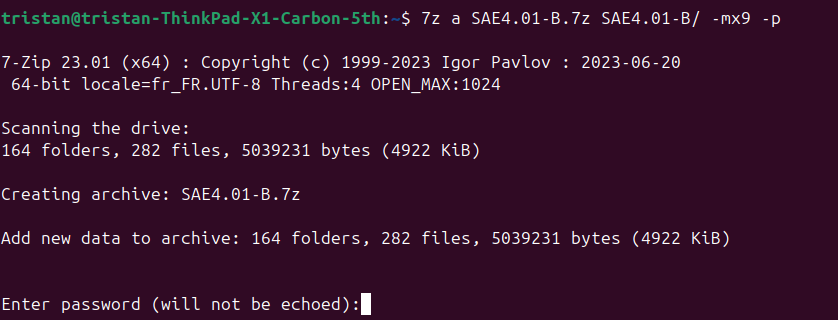 tristan@tristan-ThinkPad-X1-Carbon-5th:~$ 7z a SAE4.01-B.7z SAE4.01-B/ -mx9 -p
7-Zip 23.01 (x64) : Copyright (c) 1999-2023 Igor Pavlov : 2023-06-20
64-bit locale=fr_FR.UTF-8 Threads:4 OPEN_MAX:1024
Scanning the drive:
164 folders, 282 files, 5039231 bytes (4922 KiB)
Creating archive: SAE4.01-B.7z
Add new data to archive: 164 folders, 282 files, 5039231 bytes (4922 KiB)
Enter password (will not be echoed):